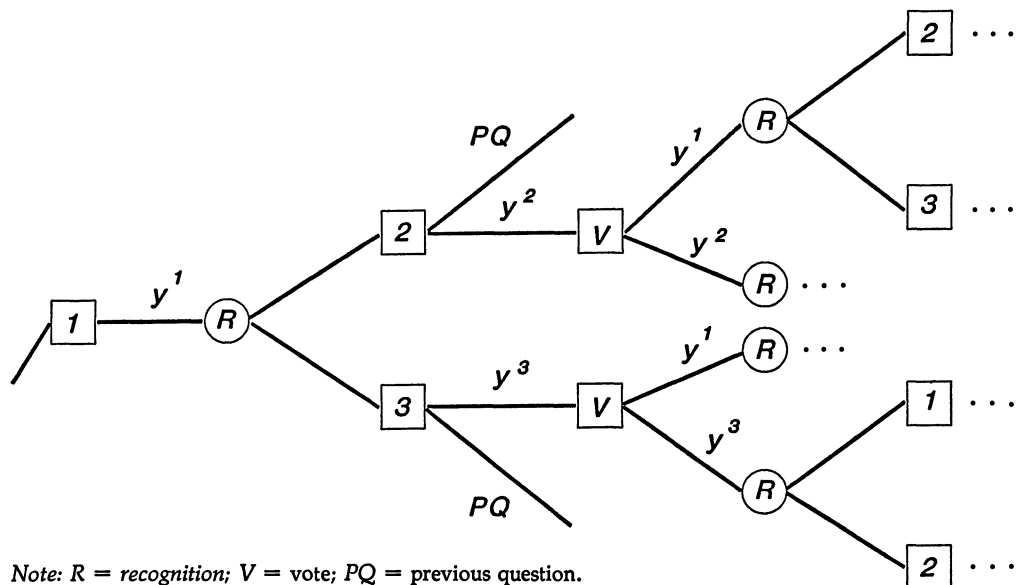 2 ...
PQ
y¹
R
y²
2
V
3 ...
y²
R ...
y¹
1
R
y¹
R ...
y³
3
V
1 ...
y³
R
PQ
2 ...
Note: R = recognition; V = vote; PQ = previous question.